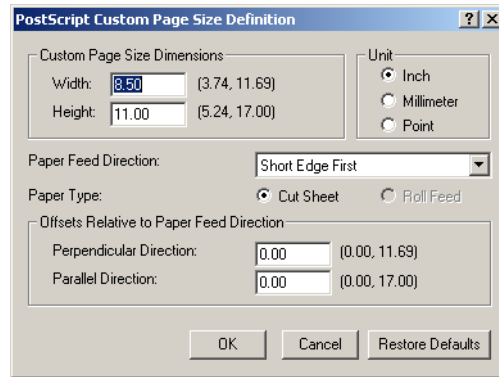 PostScript Custom Page Size Definition
Custom Page Size Dimensions
Width: 8.50 (3.74, 11.69)
Height: 11.00 (5.24, 17.00)
Unit
Inch
Millimeter
Point
Paper Feed Direction: Short Edge First
Paper Type: Cut Sheet Roll Feed
Offsets Relative to Paper Feed Direction
Perpendicular Direction: 0.00 (0.00, 11.69)
Parallel Direction: 0.00 (0.00, 17.00)
OK Cancel Restore Defaults